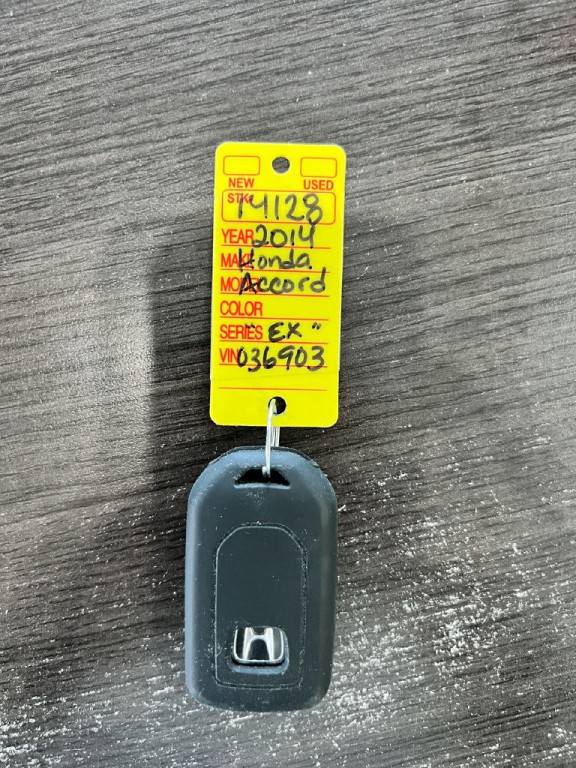 NEW USED
STK 14128
YEAR 2014
MAKE Honda
MODEL Accord
COLOR
SERIES "EX"
VIN 036903